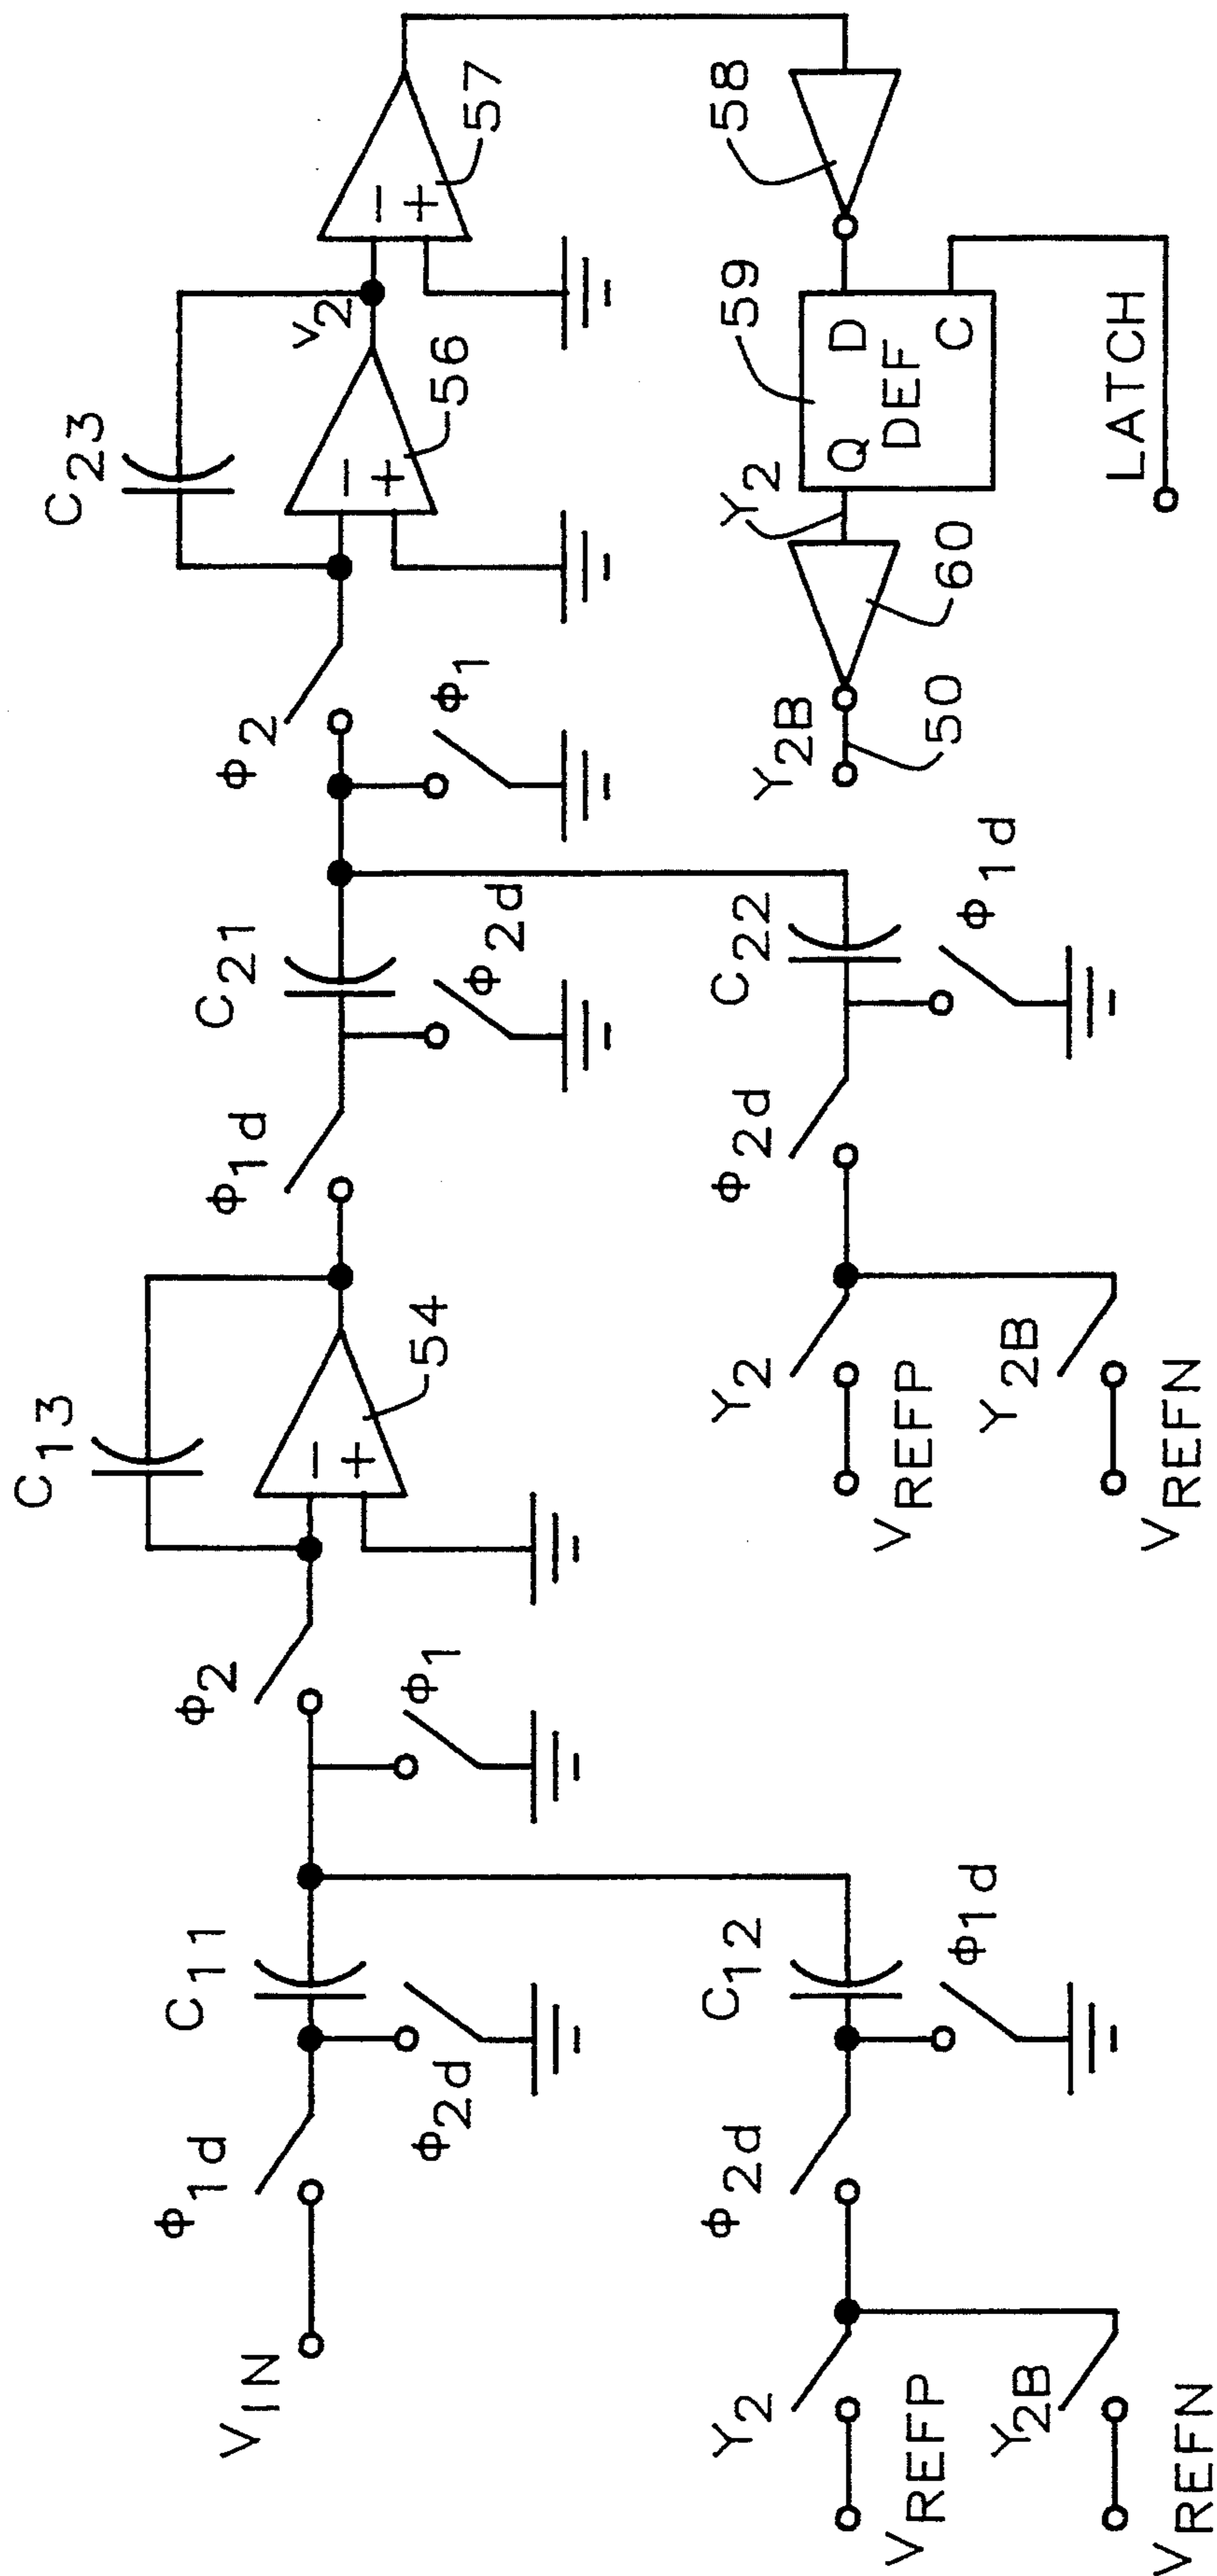 C13
C23
v2
C11
C21
Φ1d
Φ2
Φ1d
Φ2
VIN
−
+
54
−
+
56
−
+
57
Φ2d
Φ1
Φ2d
Φ1
C12
C22
Φ2d
Φ1d
Φ2d
Φ1d
Y2
VREFP
Y2B
VREFN
Y2
VREFP
Y2B
VREFN
Y2B
50
60
Y2
59
Q
D
DEF
C
58
LATCH